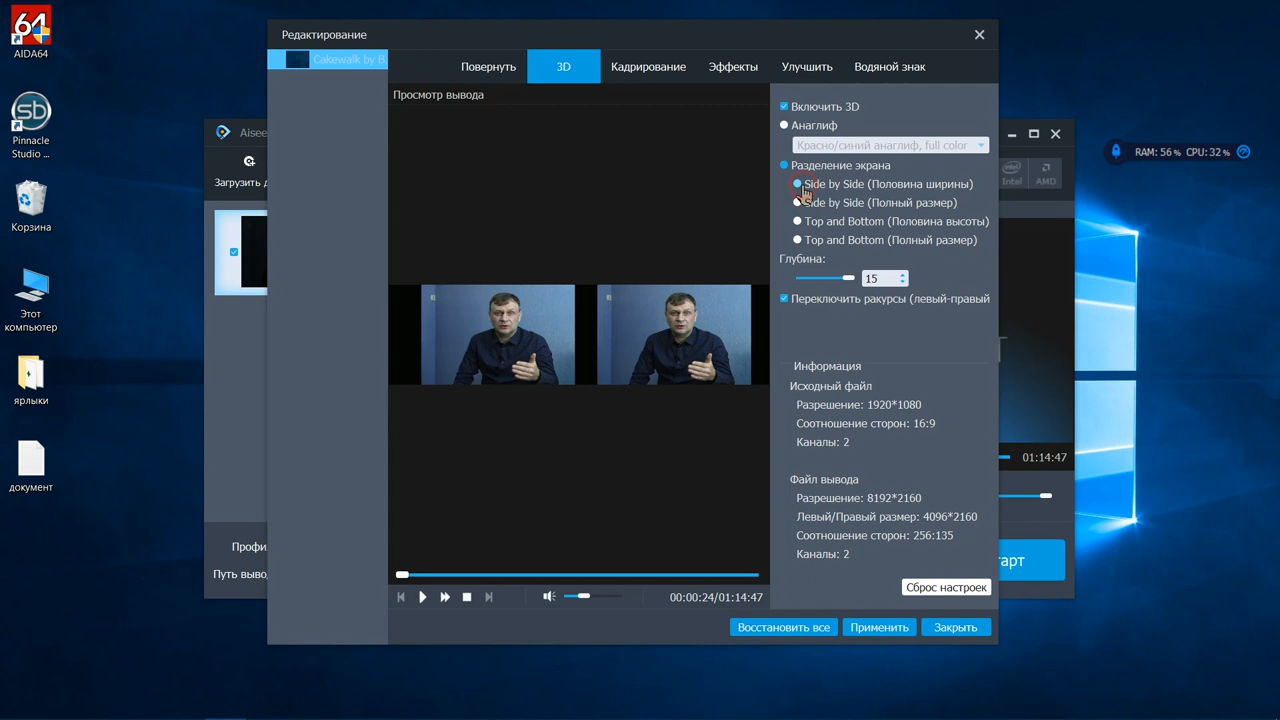 64
AIDA64
Pinnacle
Studio ...
Корзина
Этот
компьютер
ярлыки
документ
Aisee
Загрузить д
Профи
Путь выво
Редактирование
Cakewalk by B
Повернуть
3D
Кадрирование
Эффекты
Улучшить
Водяной знак
Просмотр вывода
Включить 3D
Анаглиф
Красно/синий анаглиф, full color
Разделение экрана
Side by Side (Половина ширины)
Side by Side (Полный размер)
Top and Bottom (Половина высоты)
Top and Bottom (Полный размер)
Глубина:
15
Переключить ракурсы (левый-правый
Информация
Исходный файл
Разрешение: 1920*1080
Соотношение сторон: 16:9
Каналы: 2
Файл вывода
Разрешение: 8192*2160
Левый/Правый размер: 4096*2160
Соотношение сторон: 256:135
Каналы: 2
Сброс настроек
00:00:24/01:14:47
Восстановить все
Применить
Закрыть
intel
AMD
01:14:47
арт
RAM: 56 % CPU: 32 %